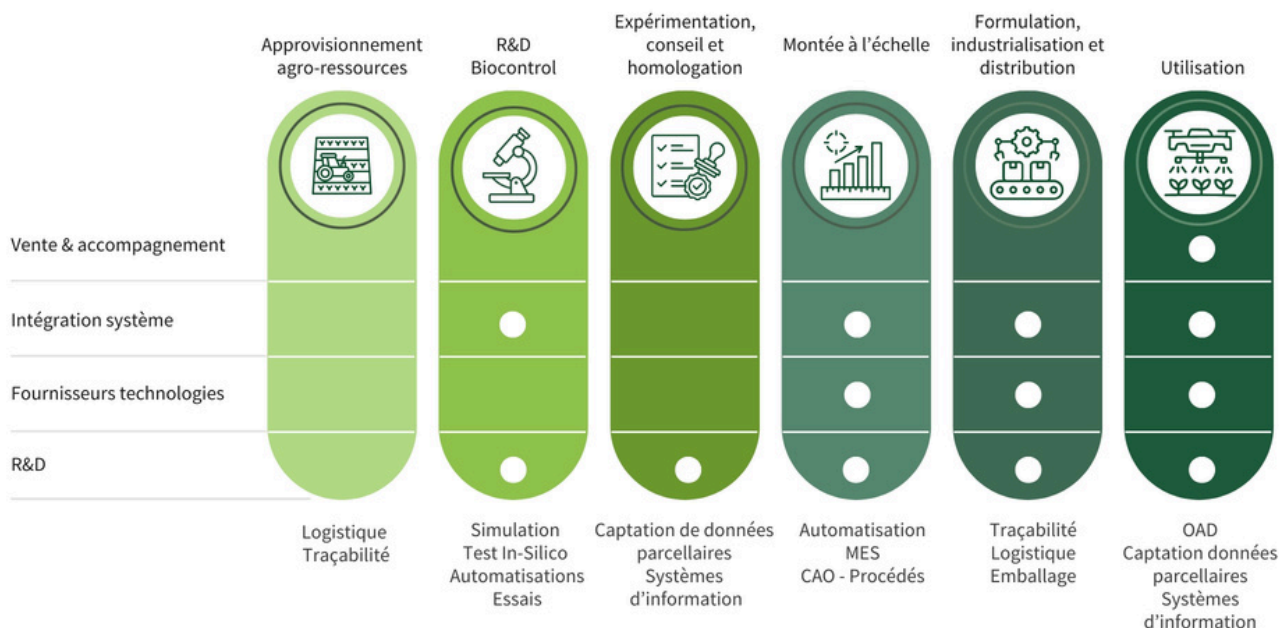 Approvisionnement
agro-ressources
R&D
Biocontrol
Expérimentation,
conseil et
homologation
Montée à l'échelle
Formulation,
industrialisation et
distribution
Utilisation
Vente & accompagnement
Intégration système
Fournisseurs technologies
R&D
Logistique
Traçabilité
Simulation
Test In-Silico
Automatisations
Essais
Captation de données
parcellaires
Systèmes
d'information
Automatisation
MES
CAO - Procédés
Traçabilité
Logistique
Emballage
OAD
Captation données
parcellaires
Systèmes
d'information